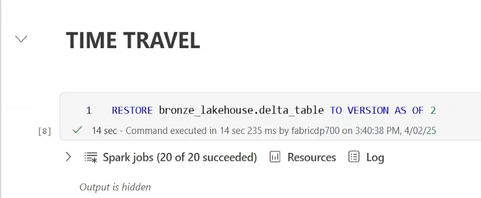 TIME TRAVEL
1 RESTORE bronze_lakehouse.delta_table TO VERSION AS OF 2
[8] 14 sec - Command executed in 14 sec 235 ms by fabricdp700 on 3:40:38 PM, 4/02/25
Spark jobs (20 of 20 succeeded) Resources Log
Output is hidden